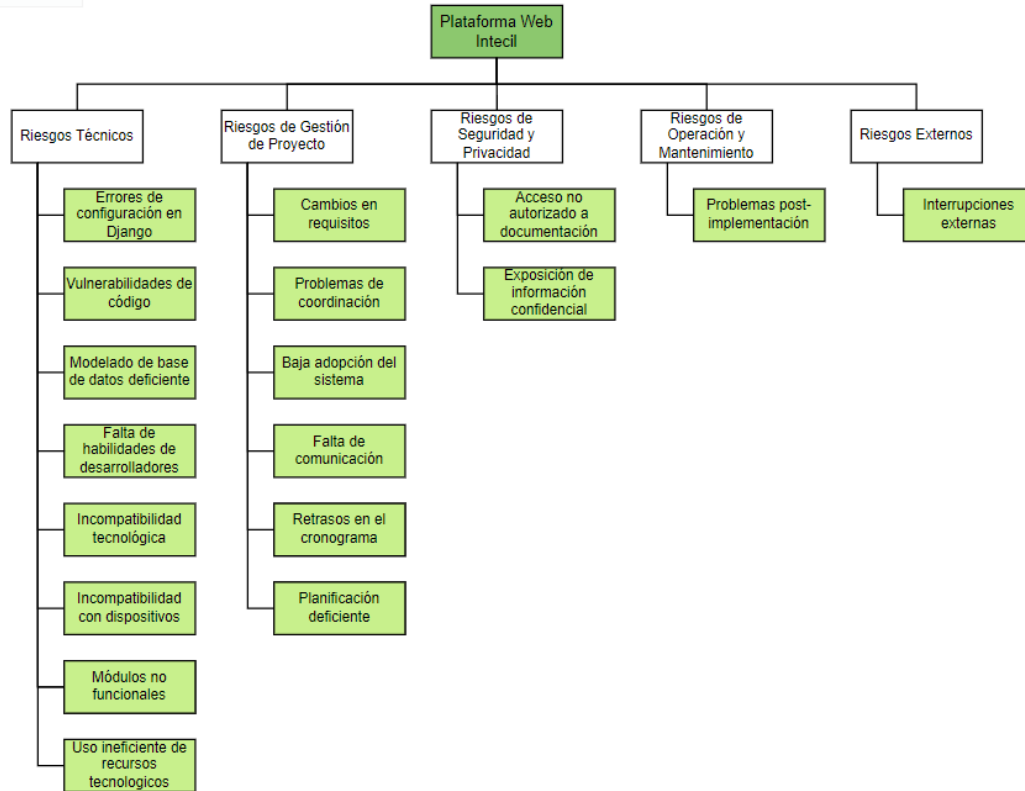 Plataforma Web
Intecil
Riesgos Técnicos
Riesgos de Gestión
de Proyecto
Riesgos de
Seguridad y
Privacidad
Riesgos de
Operación y
Mantenimiento
Riesgos Externos
Errores de
configuración en
Django
Vulnerabilidades de
código
Modelado de base
de datos deficiente
Falta de
habilidades de
desarrolladores
Incompatibilidad
tecnológica
Incompatibilidad
con dispositivos
Módulos no
funcionales
Uso ineficiente de
recursos
tecnologicos
Cambios en
requisitos
Problemas de
coordinación
Baja adopción del
sistema
Falta de
comunicación
Retrasos en el
cronograma
Planificación
deficiente
Acceso no
autorizado a
documentación
Exposición de
información
confidencial
Problemas post-
implementación
Interrupciones
externas